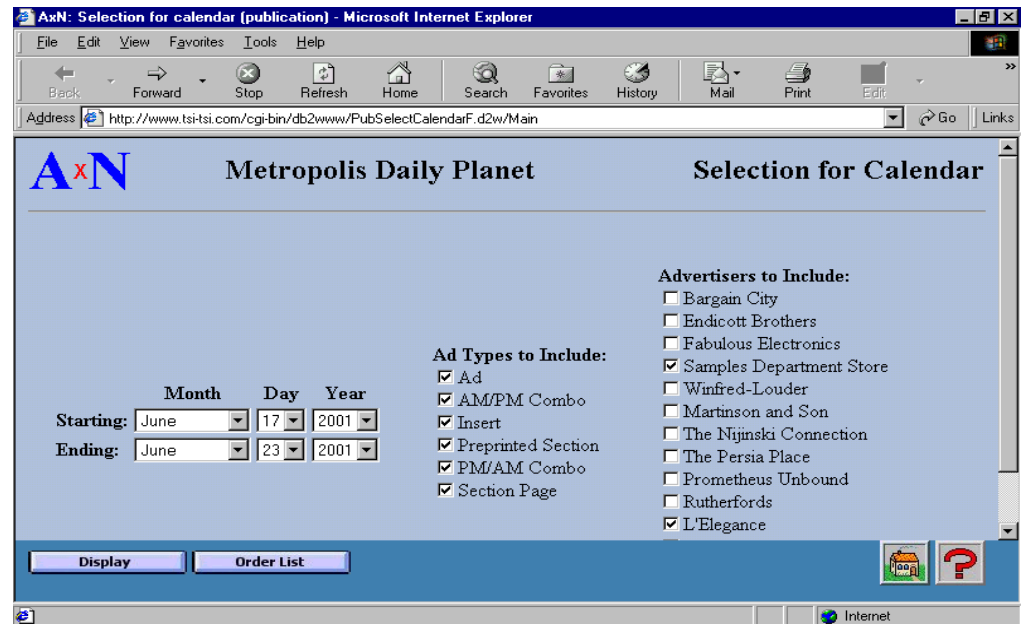 AxN: Selection for calendar (publication) - Microsoft Internet Explorer
File Edit View Favorites Tools Help
Back Forward Stop Refresh Home Search Favorites History Mail Print Edit »
Address http://www.tsi-tsi.com/cgi-bin/db2www/PubSelectCalendarF.d2w/Main Go Links
AxN Metropolis Daily Planet Selection for Calendar
Advertisers to Include:
Bargain City
Endicott Brothers
Fabulous Electronics
Samples Department Store
Winfred-Louder
Martinson and Son
The Nijinski Connection
The Persia Place
Prometheus Unbound
Rutherfords
L'Elegance
Ad Types to Include:
Ad
AM/PM Combo
Insert
Preprinted Section
PM/AM Combo
Section Page
Month Day Year
Starting: June 17 2001
Ending: June 23 2001
Display Order List ?
Internet